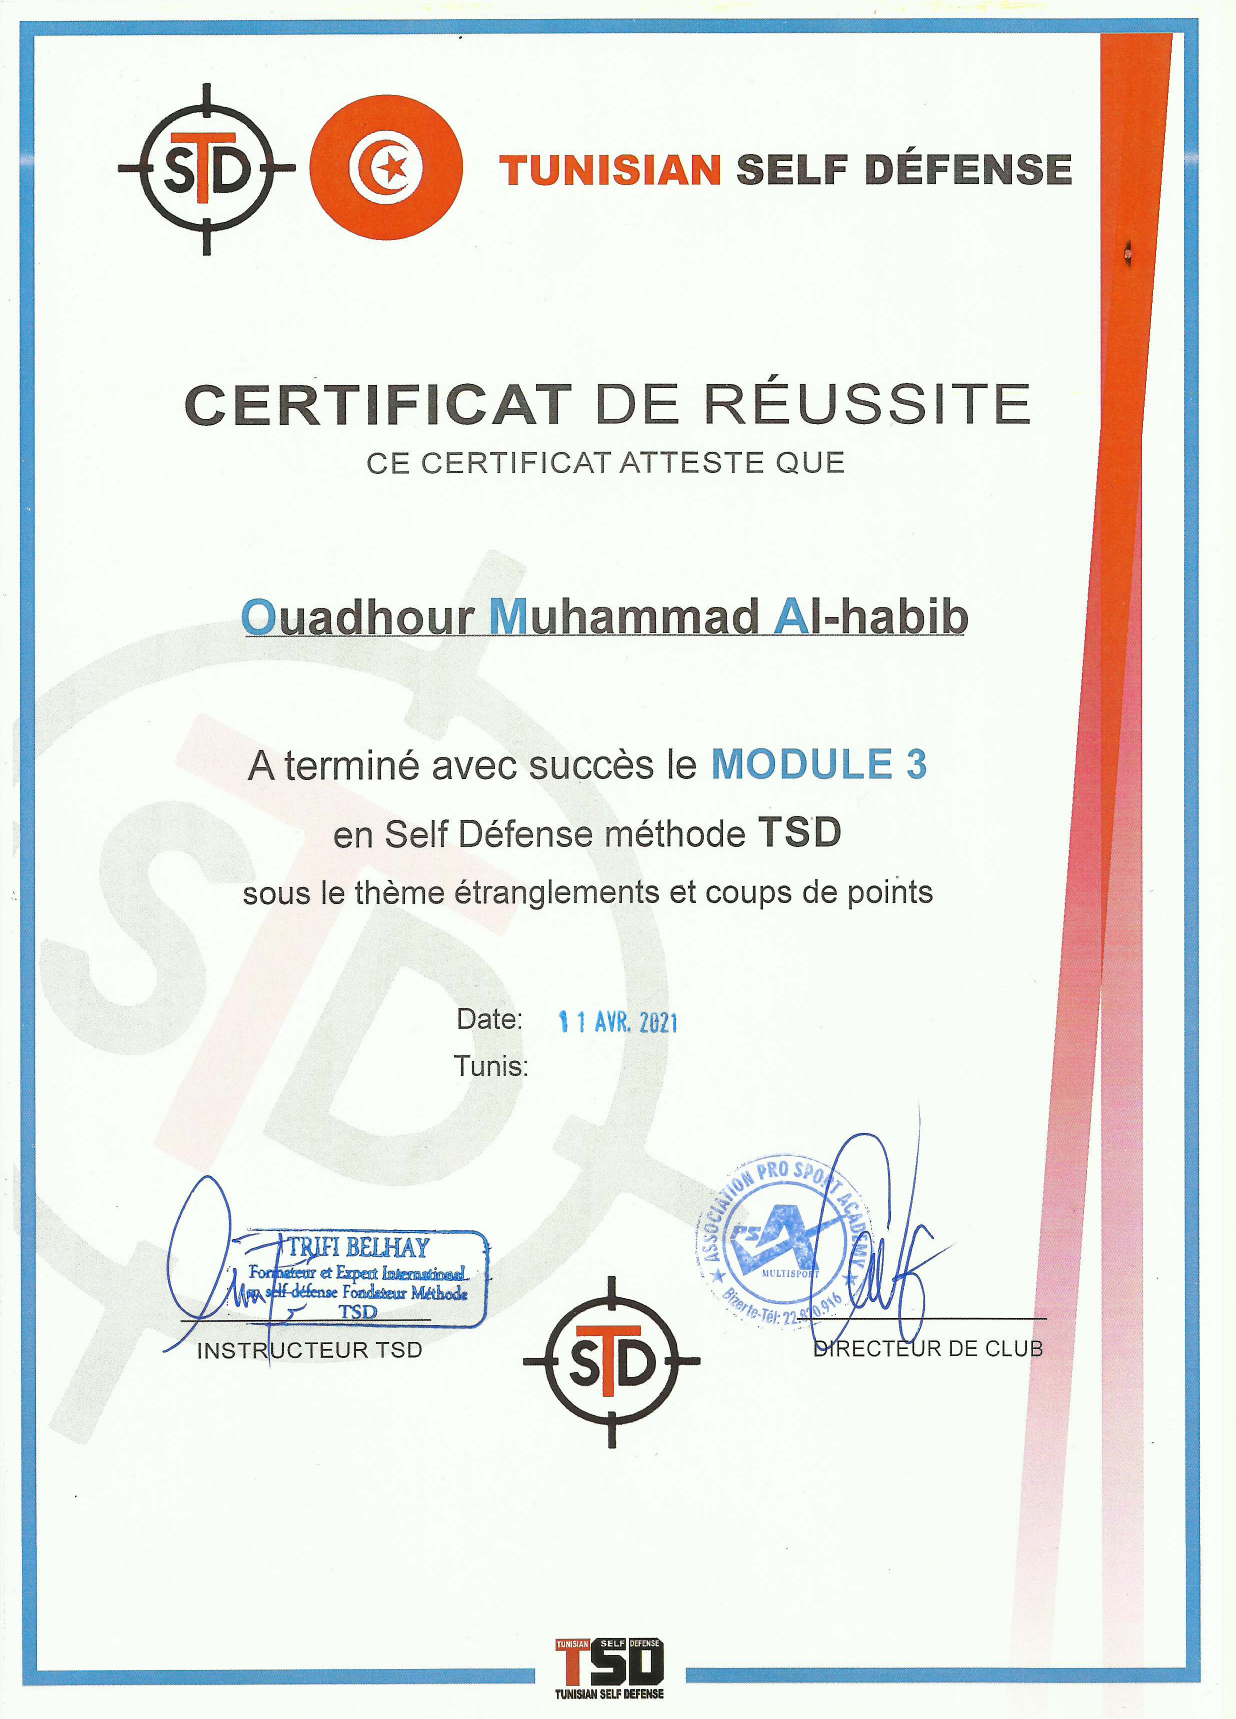 STD
TUNISIAN SELF DÉFENSE
CERTIFICAT DE RÉUSSITE
CE CERTIFICAT ATTESTE QUE
Ouadhour Muhammad Al-habib
A terminé avec succès le MODULE 3
en Self Défense méthode TSD
sous le thème étranglements et coups de points
Date: 11 AVR. 2021
Tunis:
TRIFI BELHAY
Formateur et Expert International
en self-défense Fondateur Méthode
TSD
INSTRUCTEUR TSD
ASSOCIATION PRO SPORT ACADEMY
PSA
MULTISPORT
Bizerte-Tél: 22.820.916
DIRECTEUR DE CLUB
STD
TUNISIAN SELF DEFENSE
TSD
TUNISIAN SELF DEFENSE